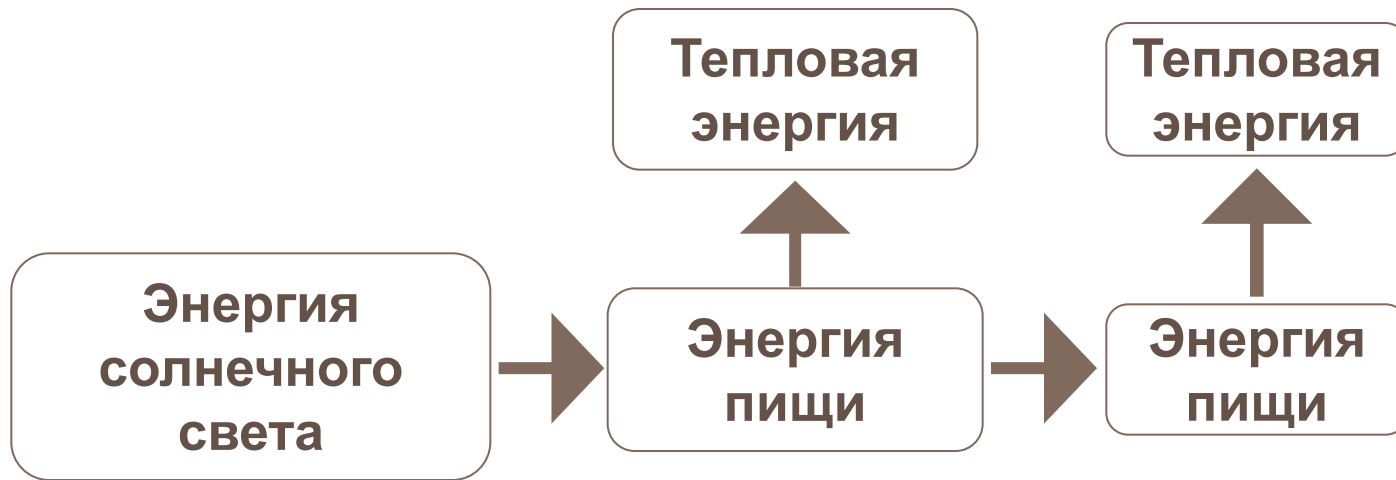 Тепловая
энергия
Тепловая
энергия
Энергия
солнечного
света
Энергия
пищи
Энергия
пищи